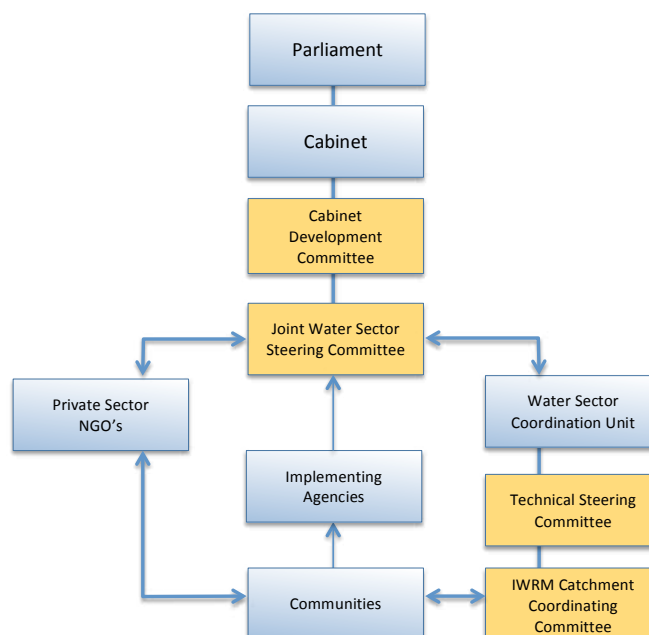 Parliament
Cabinet
Cabinet
Development
Committee
Joint Water Sector
Steering Committee
Private Sector
NGO's
Water Sector
Coordination Unit
Implementing
Agencies
Technical Steering
Committee
Communities
IWRM Catchment
Coordinating
Committee